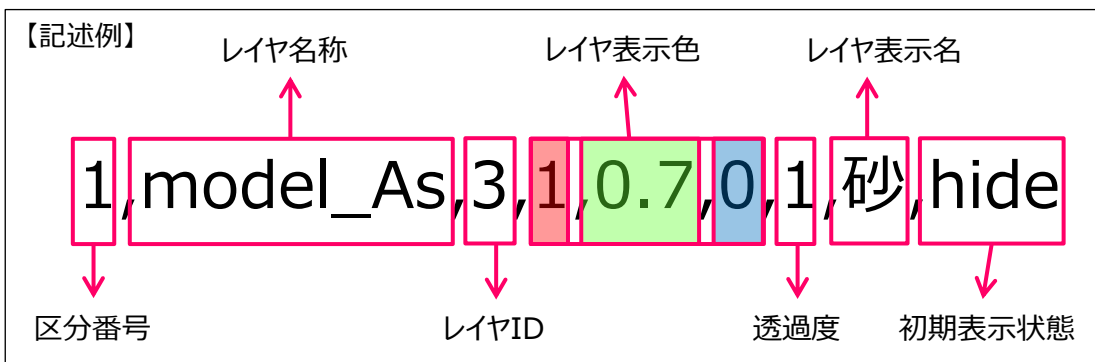 【記述例】
レイヤ名称
レイヤ表示色
レイヤ表示名
1,model_As,3,1,0.7,0,1,砂,hide
区分番号
レイヤID
透過度
初期表示状態